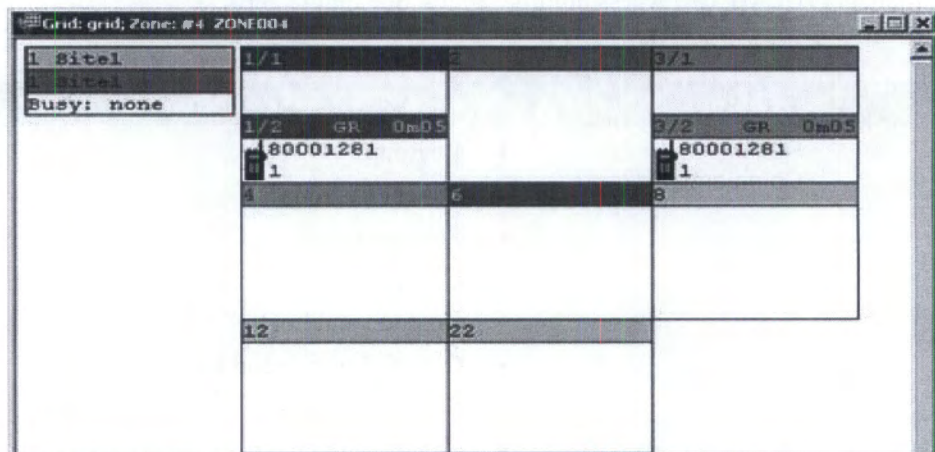 Grid: grid; Zone: #4 ZONE004
1 Site1
1 Site1
Busy: none
1/1
2
3/1
1/2 GR 0m05
3/2 GR 0m05
80001281
1
80001281
1
4
6
8
12
22